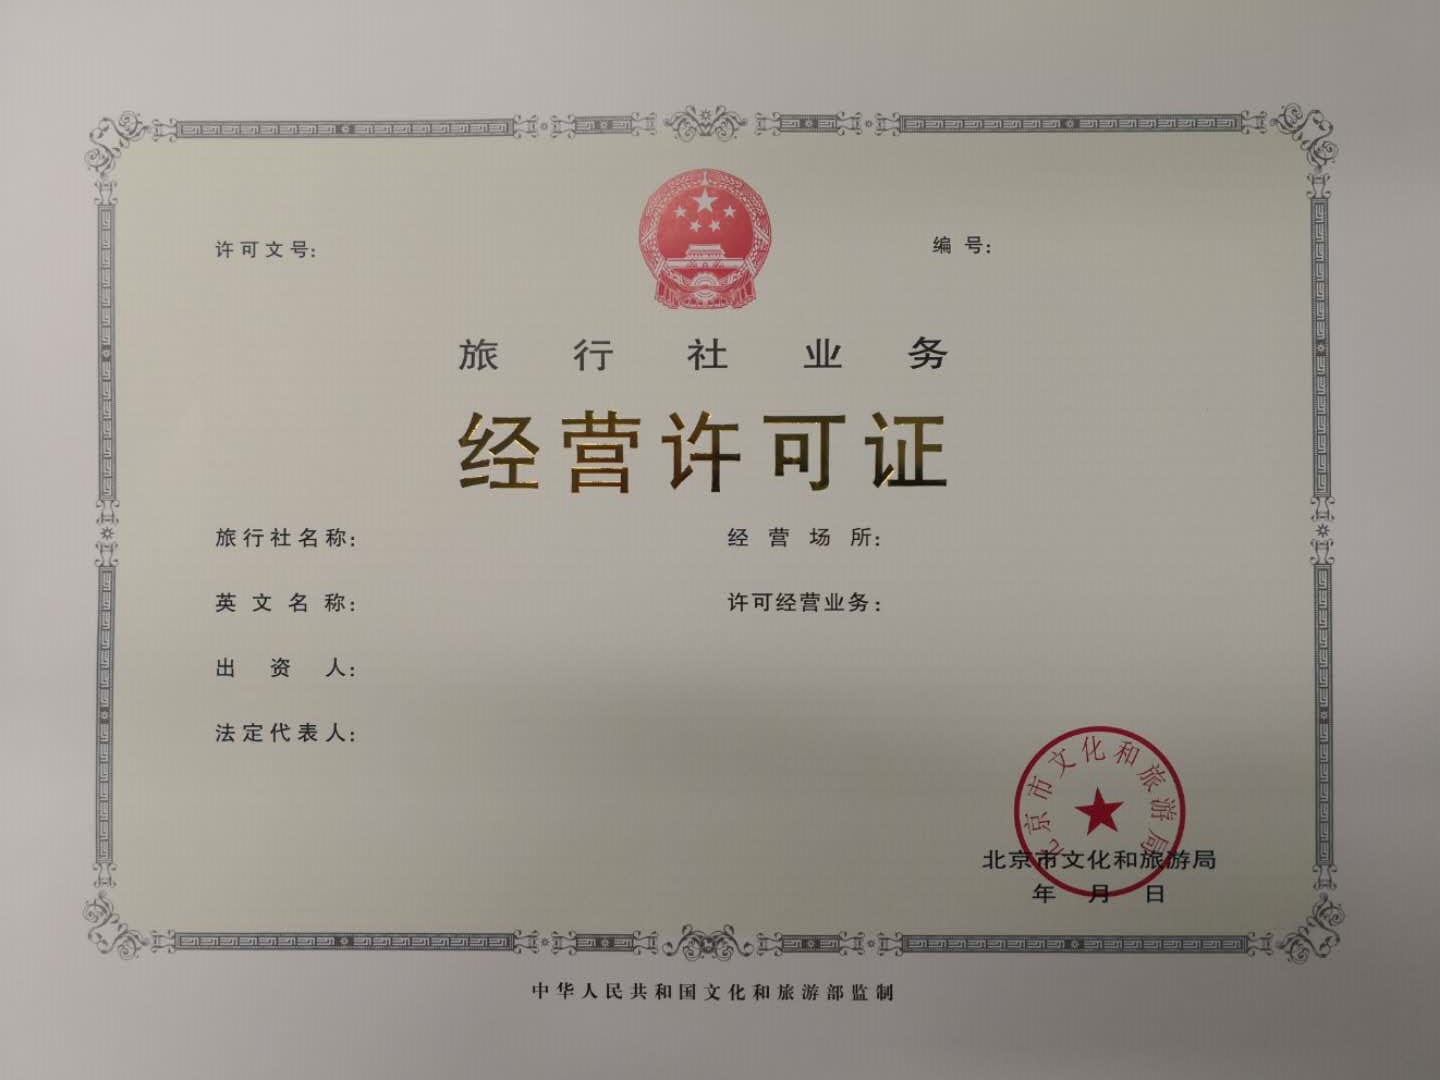 许可文号:
编 号:
旅行社业务
经营许可证
旅行社名称:
经营场所:
英文名称:
许可经营业务:
出资人:
法定代表人:
北京市文化和旅游局
北京市文化和旅游局
年 月 日
中华人民共和国文化和旅游部监制